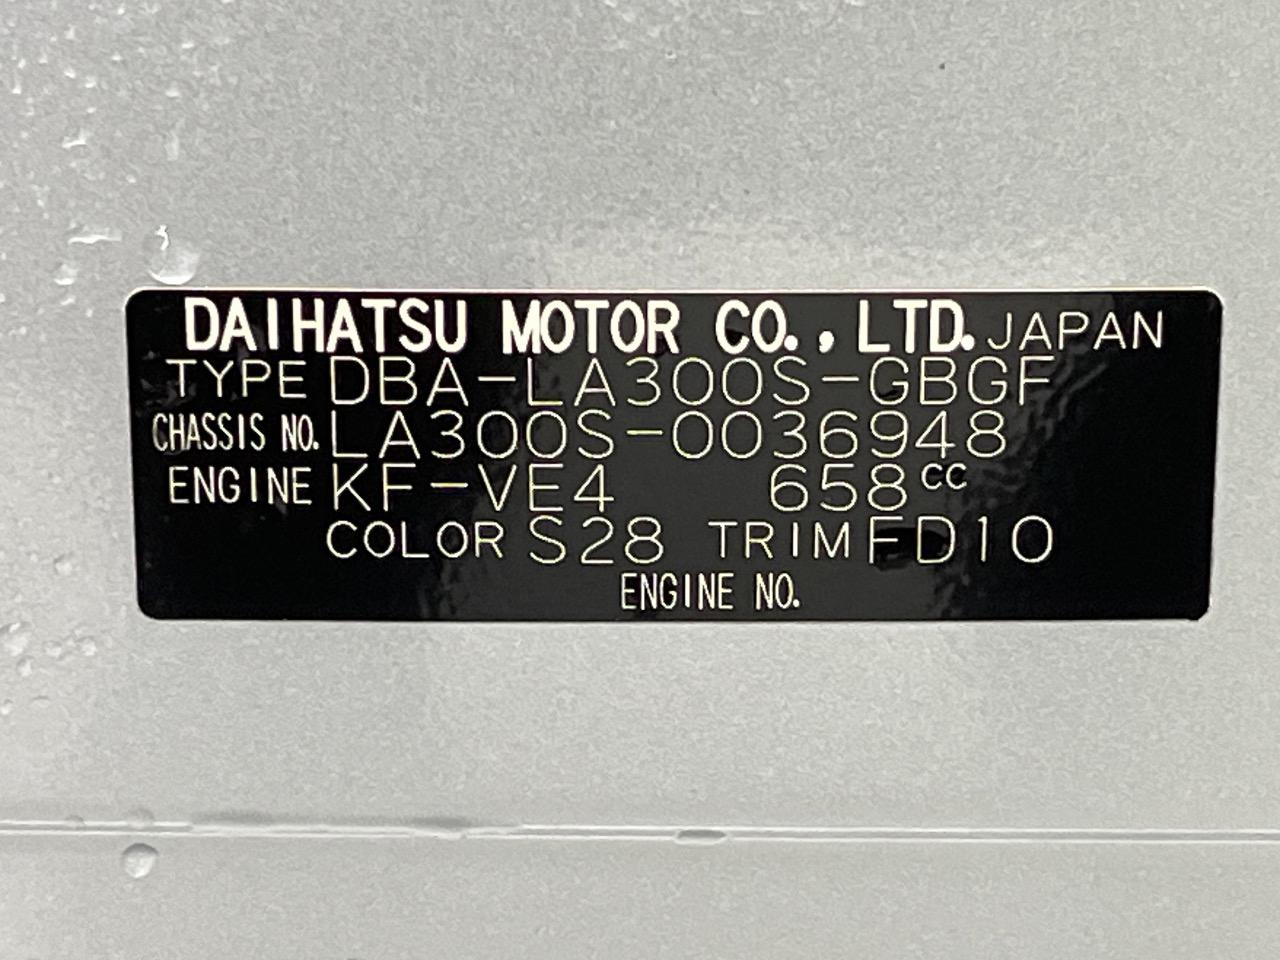 DAIHATSU MOTOR CO., LTD. JAPAN
TYPE DBA-LA300S-GBGF
CHASSIS NO. LA300S-0036948
ENGINE KF-VE4 658cc
COLOR S28 TRIM FD10
ENGINE NO.